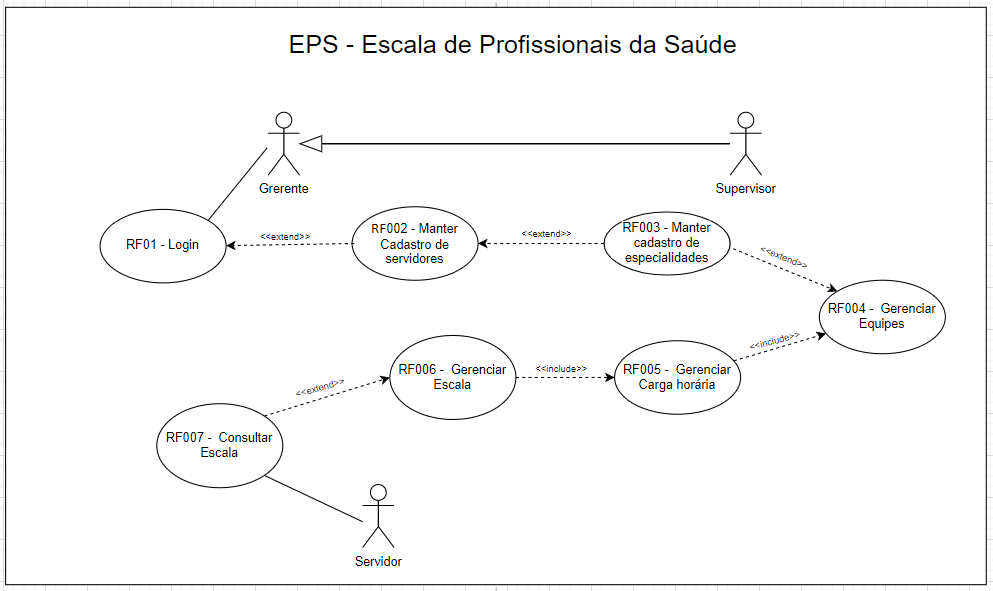 EPS - Escala de Profissionais da Saúde
Grerente
Supervisor
RF01 - Login
<<extend>>
RF002 - Manter
Cadastro de
servidores
<<extend>>
RF003 - Manter
cadastro de
especialidades
<<extend>>
RF004 - Gerenciar
Equipes
<<include>>
RF005 - Gerenciar
Carga horária
<<include>>
RF006 - Gerenciar
Escala
<<extend>>
RF007 - Consultar
Escala
Servidor